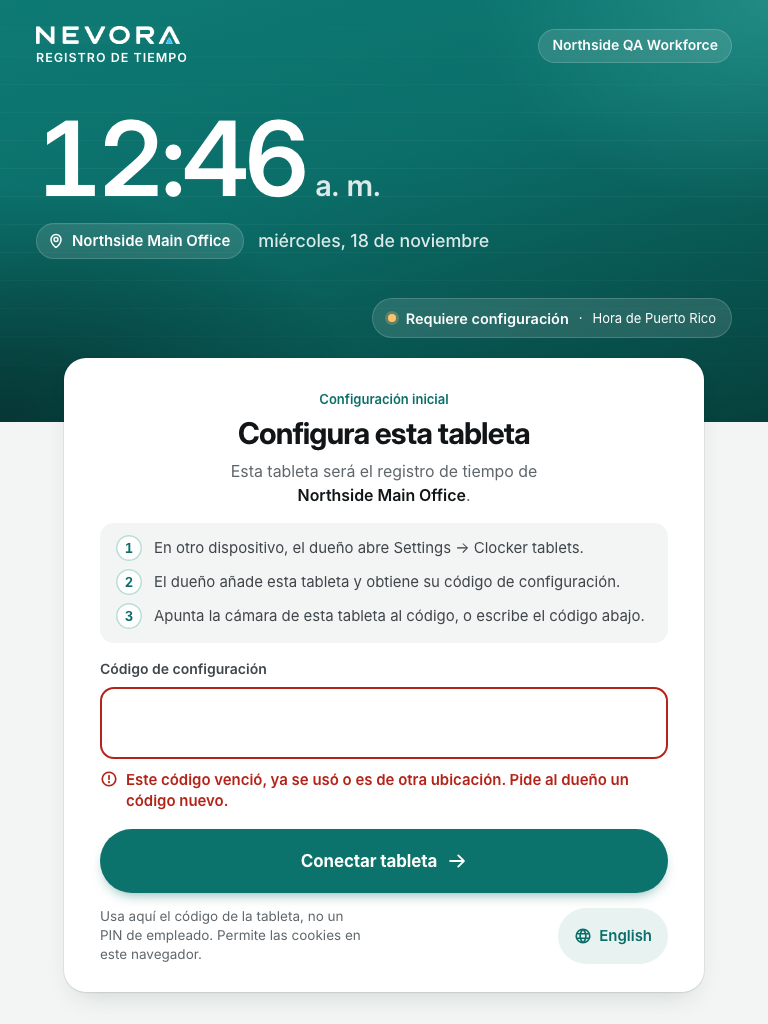 NEVORA
REGISTRO DE TIEMPO
Northside QA Workforce
12:46 a. m.
Northside Main Office
miércoles, 18 de noviembre
Requiere configuración · Hora de Puerto Rico
Configuración inicial
Configura esta tableta
Esta tableta será el registro de tiempo de
Northside Main Office.
1 En otro dispositivo, el dueño abre Settings → Clocker tablets.
2 El dueño añade esta tableta y obtiene su código de configuración.
3 Apunta la cámara de esta tableta al código, o escribe el código abajo.
Código de configuración
Este código venció, ya se usó o es de otra ubicación. Pide al dueño un
código nuevo.
Conectar tableta →
Usa aquí el código de la tableta, no un
PIN de empleado. Permite las cookies en
este navegador.
English